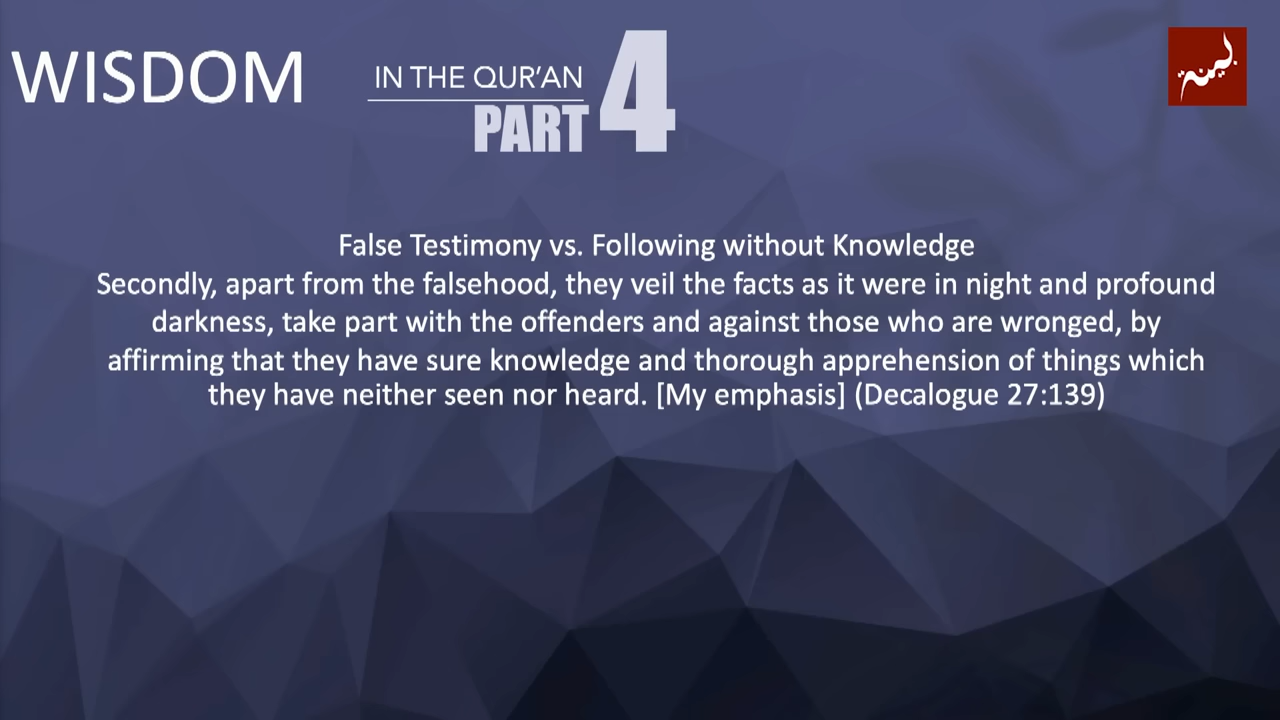 WISDOM
IN THE QUR’AN
PART 4
بينة
False Testimony vs. Following without Knowledge
Secondly, apart from the falsehood, they veil the facts as it were in night and profound
darkness, take part with the offenders and against those who are wronged, by
affirming that they have sure knowledge and thorough apprehension of things which
they have neither seen nor heard. [My emphasis] (Decalogue 27:139)